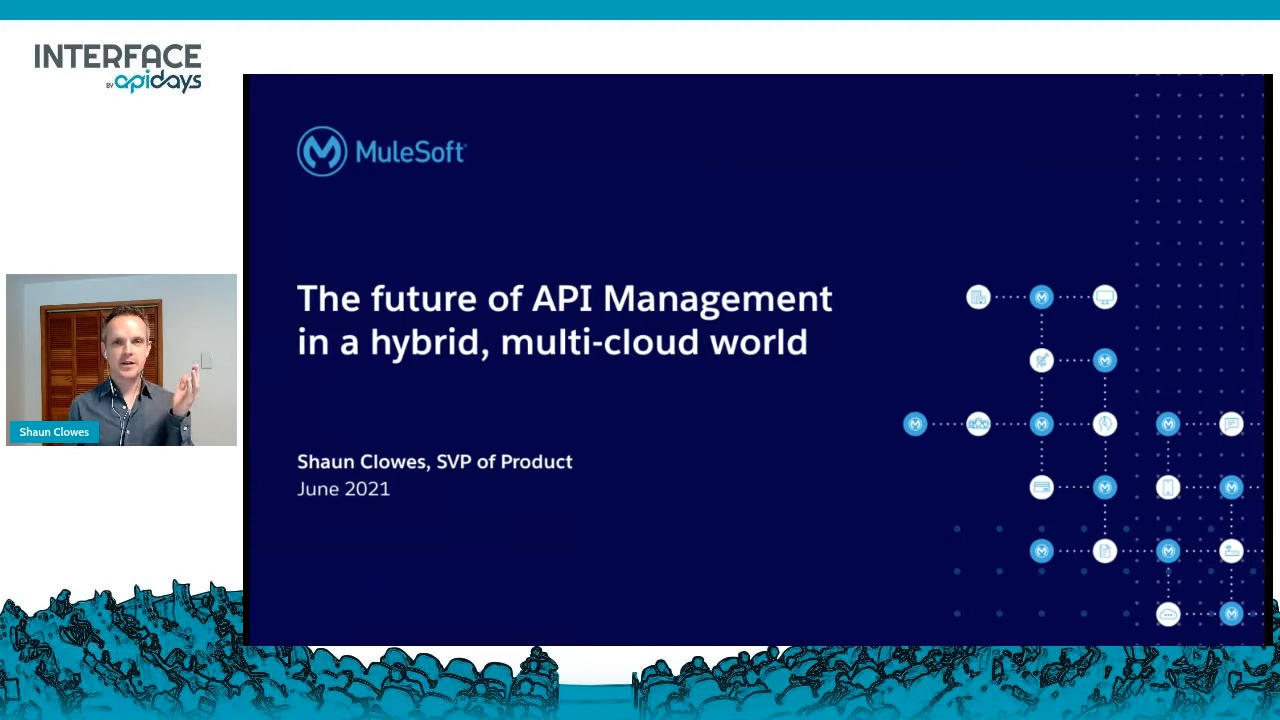 INTERFACE
BY apidays
MuleSoft
The future of API Management
in a hybrid, multi-cloud world
Shaun Clowes, SVP of Product
June 2021
Shaun Clowes